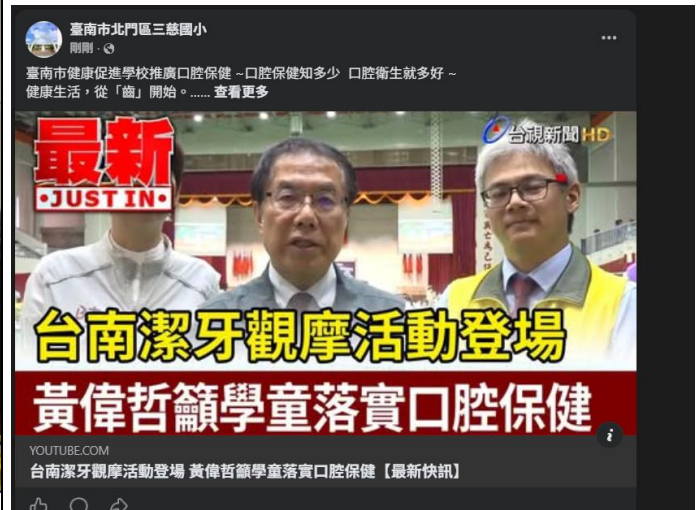 臺南市北門區三慈國小
剛剛
臺南市健康促進學校推廣口腔保健 ~口腔保健知多少 口腔衛生就多好 ~
健康生活,從「齒」開始。...... 查看更多
最新
•JUST IN•
台視新聞 HD
台南潔牙觀摩活動登場
黃偉哲籲學童落實口腔保健
YOUTUBE.COM
台南潔牙觀摩活動登場 黃偉哲籲學童落實口腔保健【最新快訊】